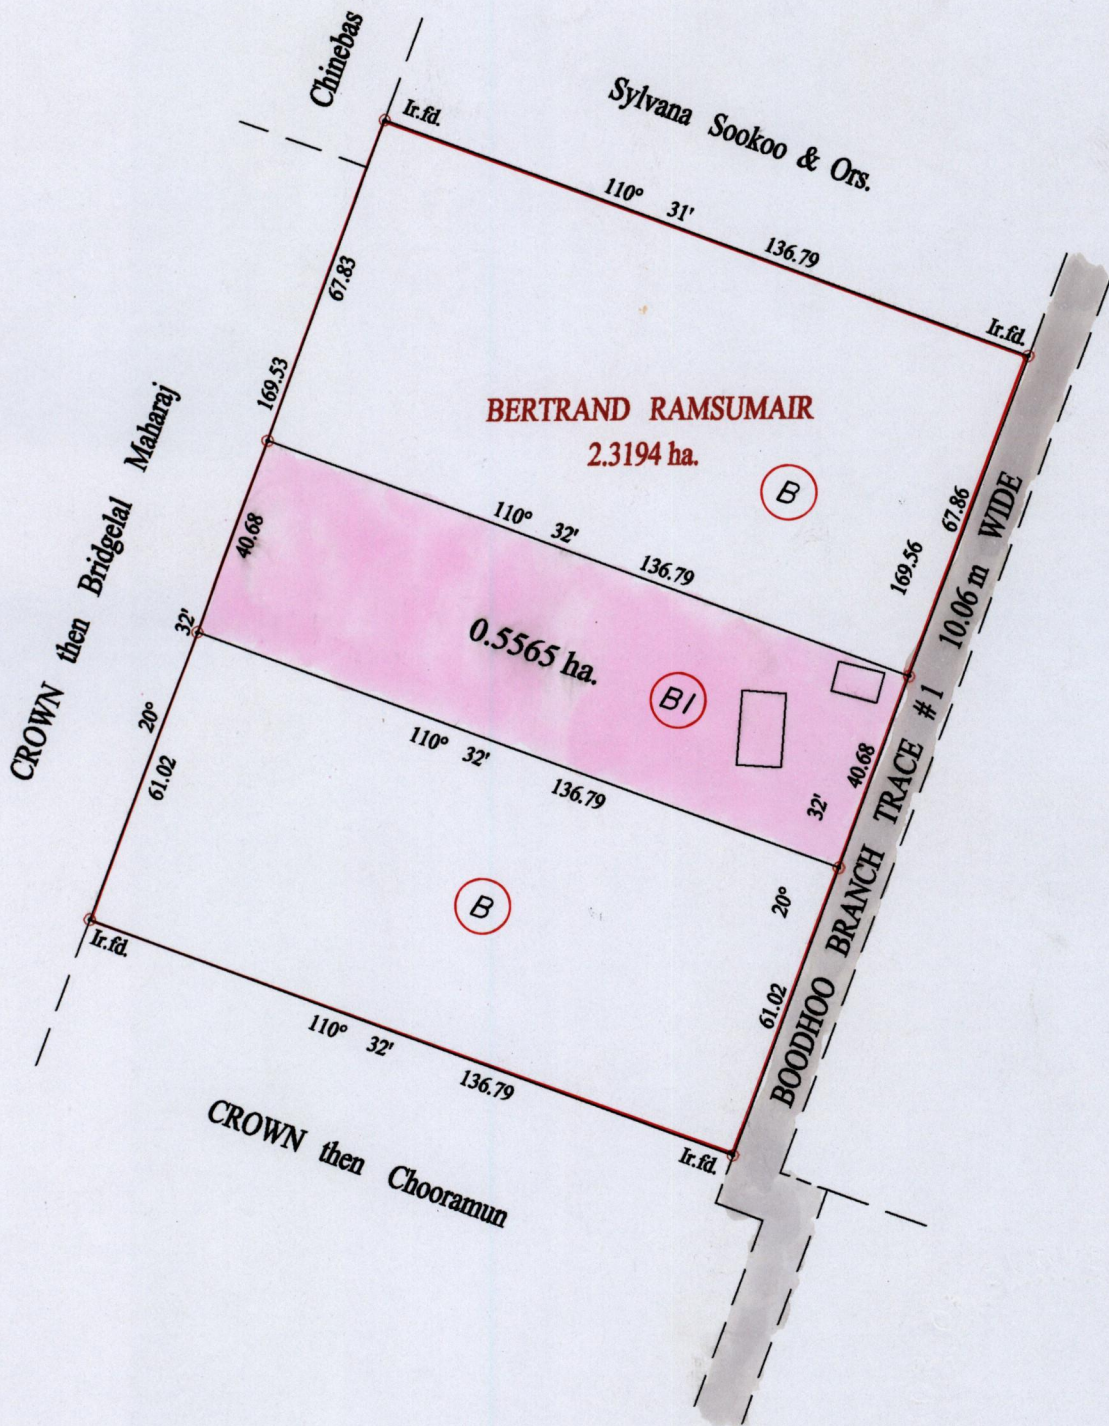 Chinebas
Ir.fd.
Sylvana Sookoo & Ors.
110° 31' 136.79
Ir.fd.
67.83
169.53
CROWN then Bridgelal Maharaj
BERTRAND RAMSUMAIR
2.3194 ha.
B
67.86
169.56
10.06 m WIDE
110° 32' 136.79
40.68
0.5565 ha.
B1
32'
20°
61.02
110° 32' 136.79
40.68
32'
20°
61.02
BOODHOO BRANCH TRACE #1
B
Ir.fd.
110° 32' 136.79
Ir.fd.
CROWN then Chooramun